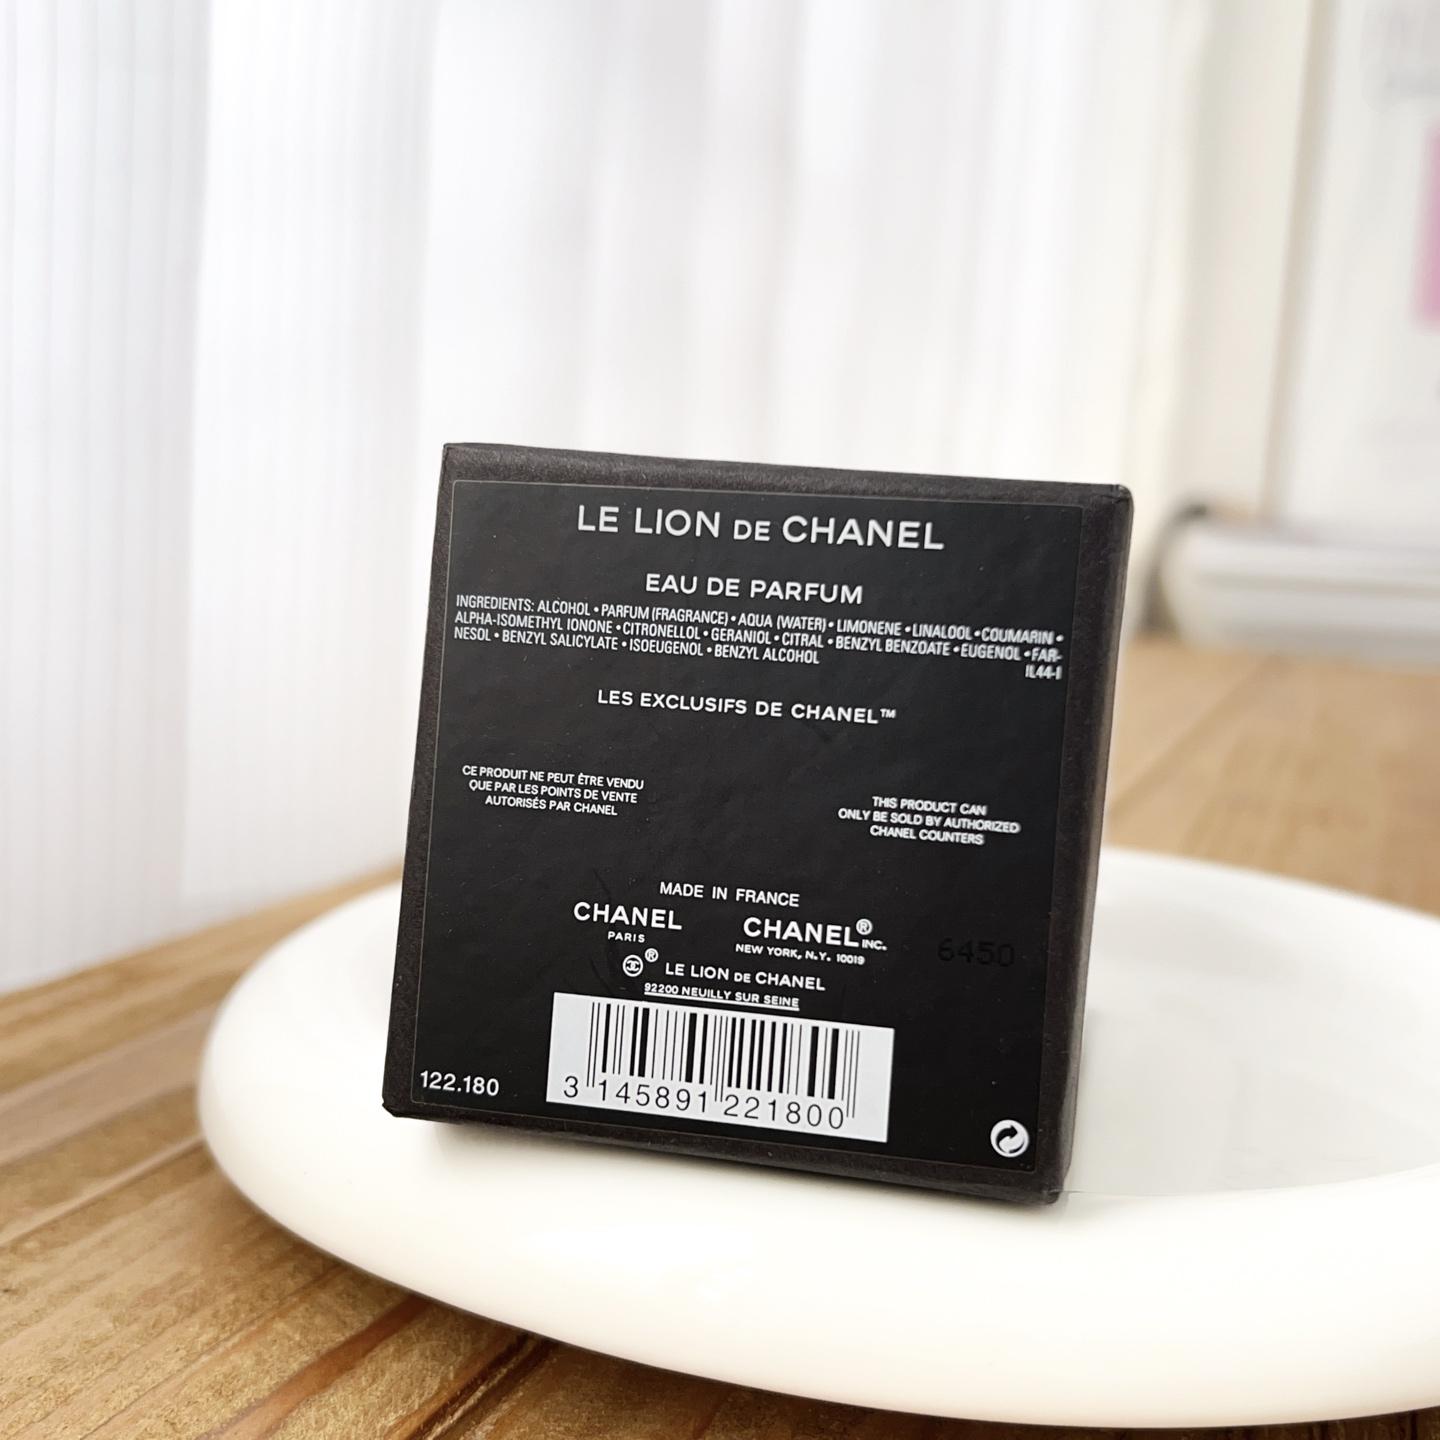 LE LION DE CHANEL
EAU DE PARFUM
INGREDIENTS: ALCOHOL • PARFUM (FRAGRANCE) • AQUA (WATER) • LIMONENE • LINALOOL • COUMARIN •
ALPHA-ISOMETHYL IONONE • CITRONELLOL • GERANIOL • CITRAL • BENZYL BENZOATE • EUGENOL • FAR-
NESOL • BENZYL SALICYLATE • ISOEUGENOL • BENZYL ALCOHOL
IL44-1
LES EXCLUSIFS DE CHANEL™
CE PRODUIT NE PEUT ÊTRE VENDU
QUE PAR LES POINTS DE VENTE
AUTORISÉS PAR CHANEL
THIS PRODUCT CAN
ONLY BE SOLD BY AUTHORIZED
CHANEL COUNTERS
MADE IN FRANCE
CHANEL
PARIS
CHANEL® INC.
NEW YORK, N.Y. 10019
6450
® LE LION DE CHANEL
92200 NEUILLY SUR SEINE
122.180
3 145891 221800